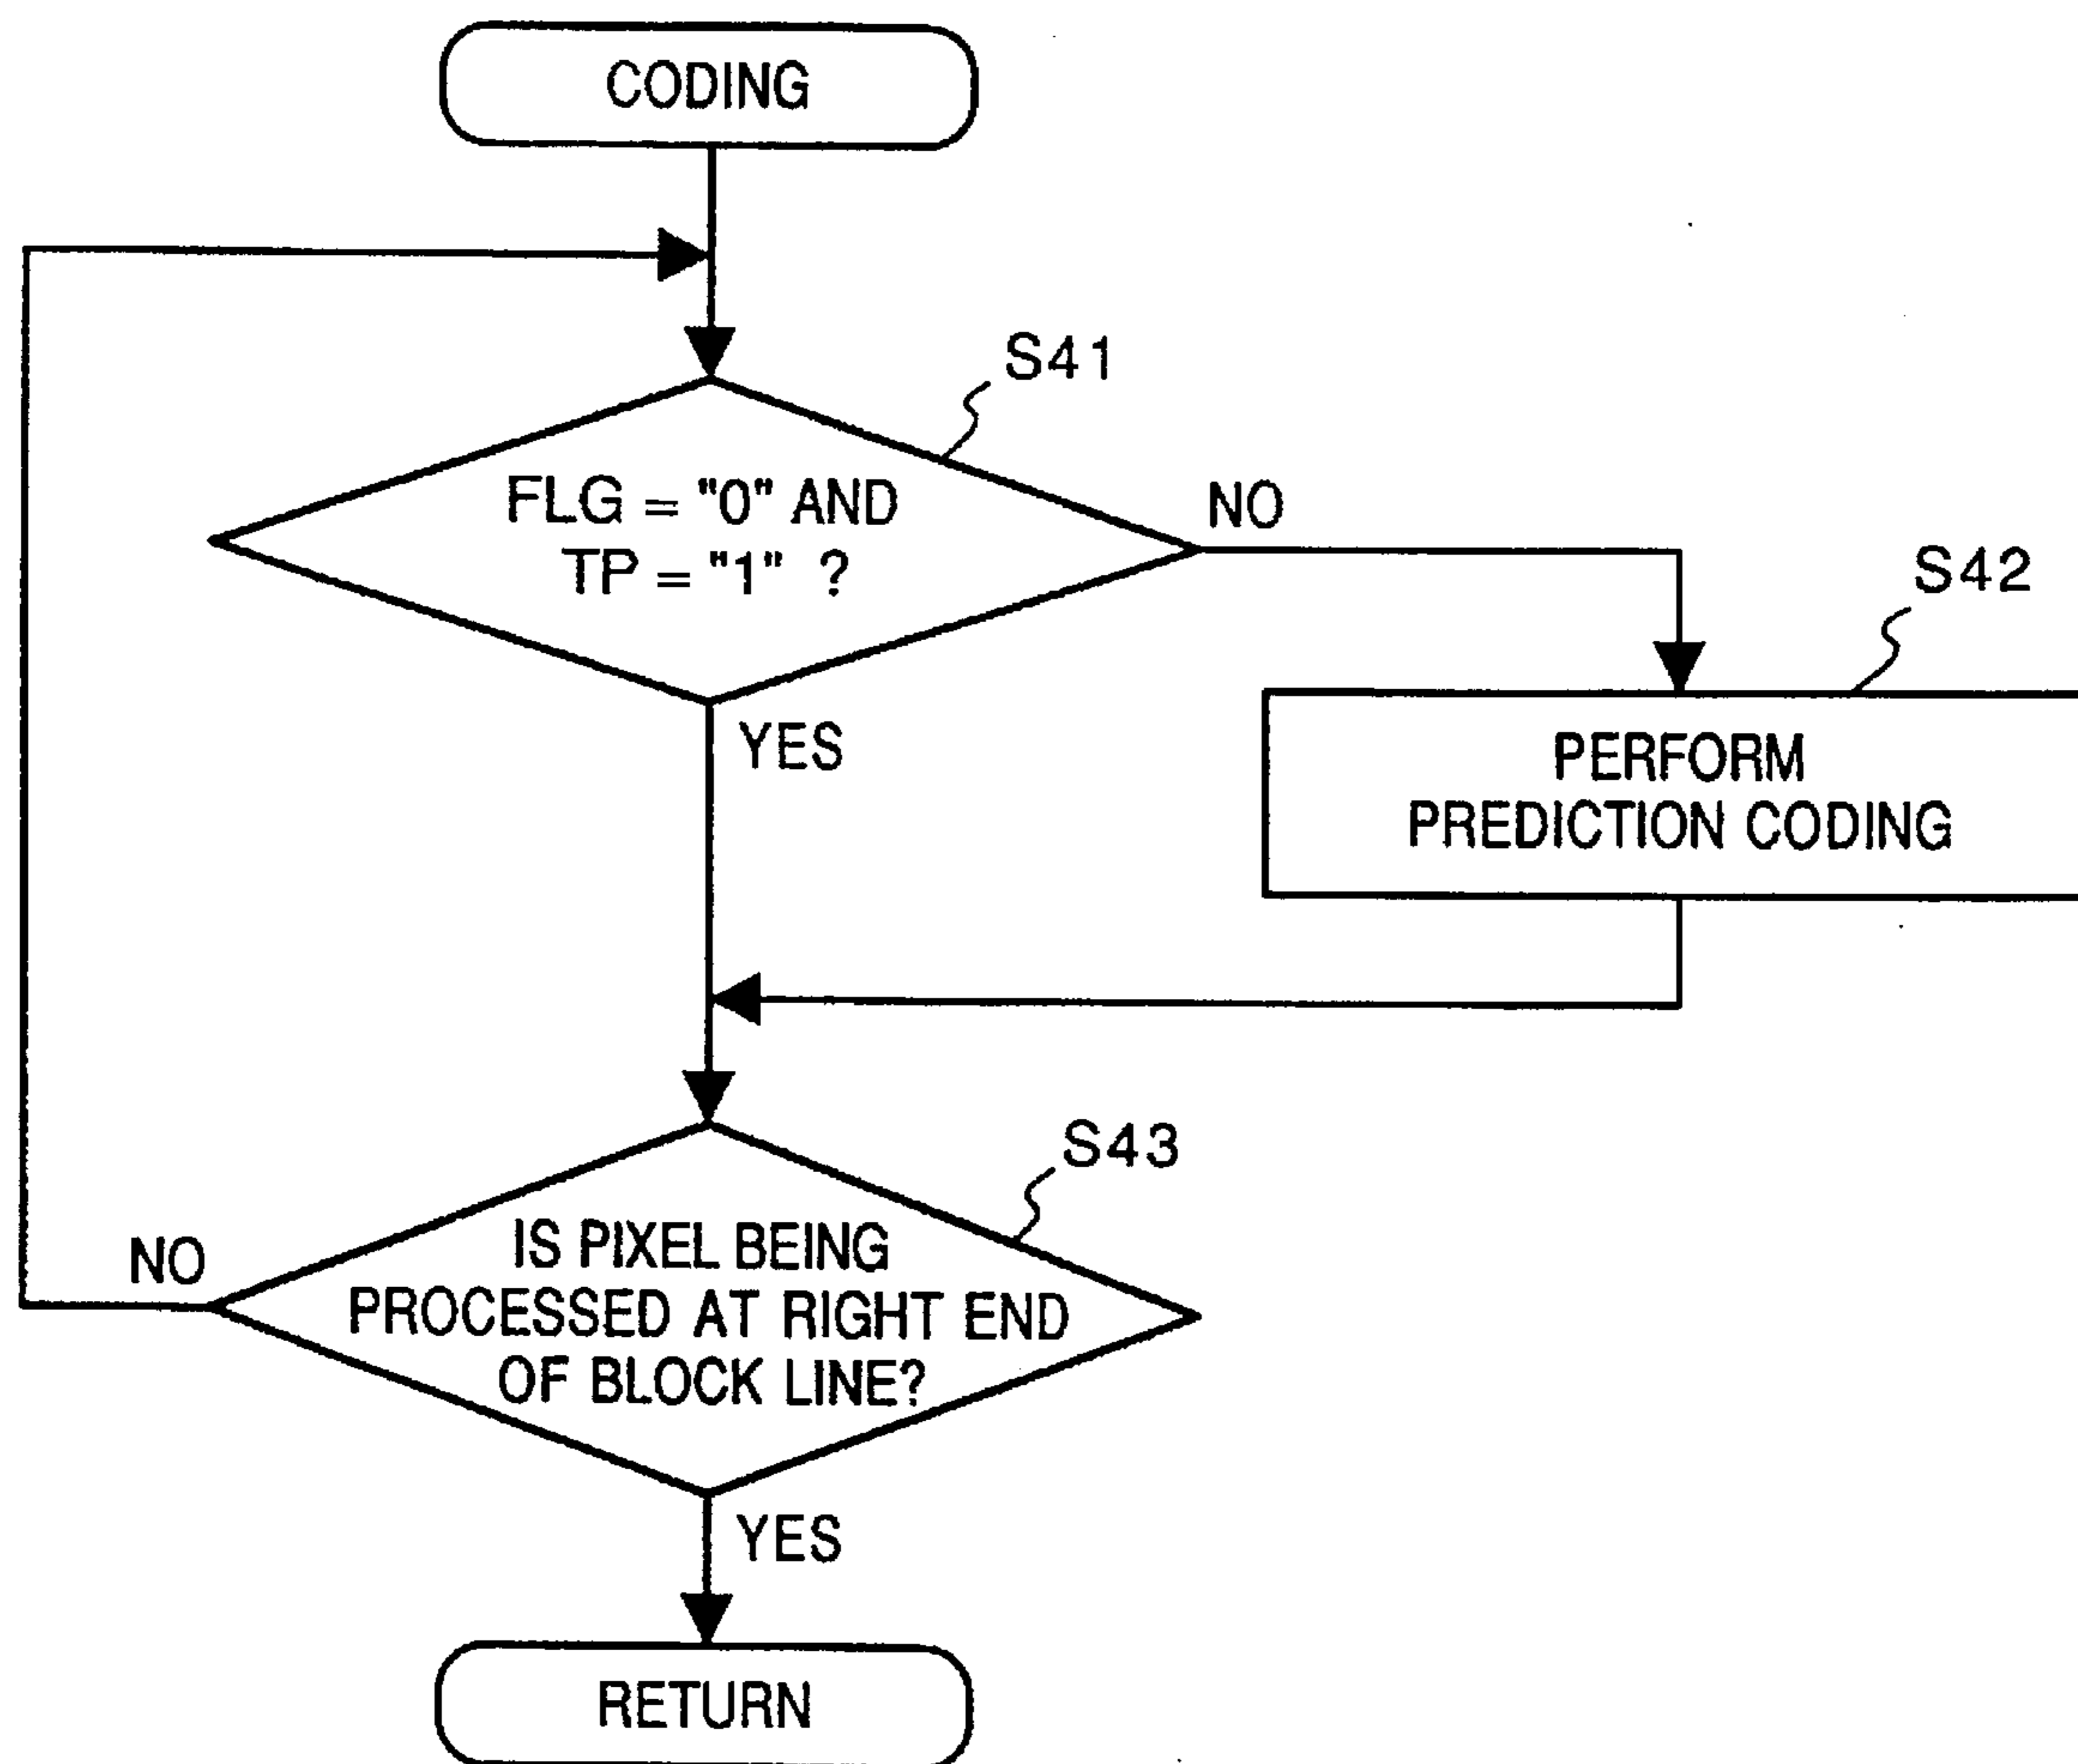 CODING
S41
FLG = "0" AND
TP = "1" ?
NO
S42
YES
PERFORM
PREDICTION CODING
S43
IS PIXEL BEING
PROCESSED AT RIGHT END
OF BLOCK LINE?
NO
YES
RETURN